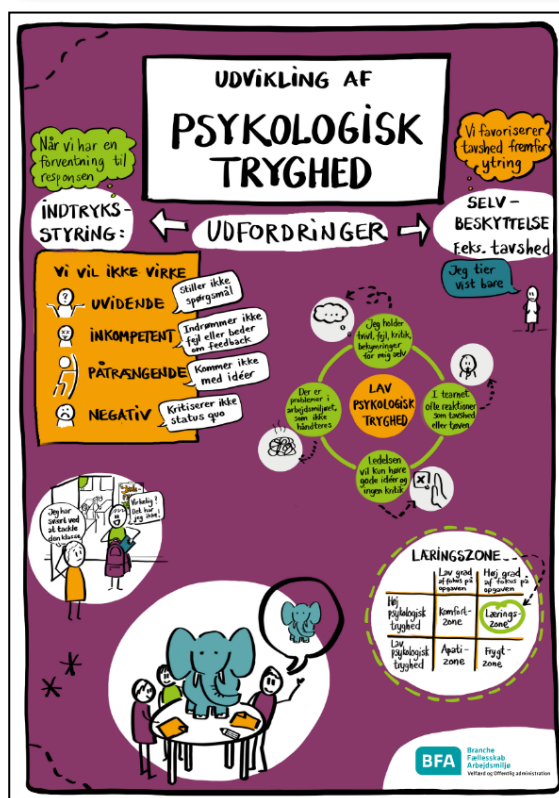 UDVIKLING AF
PSYKOLOGISK
TRYGHED
Når vi har en
forventning til
responsen
Vi favoriserer
tavshed fremfor
ytring
INDTRYKS-
STYRING:
UDFORDRINGER
SELV-
BESKYTTELSE
F.eks. tavshed
Jeg tier
vist bare
VI VIL IKKE VIRKE
UVIDENDE
Stiller ikke
spørgsmål
INKOMPETENT
Indrømmer ikke
fejl eller beder
om feedback
PÅTRÆNGENDE
Kommer ikke
med idéer
NEGATIV
Kritiserer ikke
status quo
Jeg holder
tvivl, fejl, kritik,
bekymringer
for mig selv
Der er
problemer i
arbejdsmiljøet,
som ikke
håndteres
LAV
PSYKOLOGISK
TRYGHED
I teamet
ofte reaktioner
som tavshed
eller tøven
Ledelsen
vil kun høre
gode idéer og
ingen kritik
Jeg har
svært ved
at tackle
den klasse
Virkelig?
Det har
jeg ikke!
LÆRINGSZONE
Lav grad
af fokus på
opgaven
Høj grad
af fokus på
opgaven
Høj
psykologisk
tryghed
Komfort-
zone
Lærings-
zone
Lav
psykologisk
tryghed
Apati-
zone
Frygt-
zone
BFA
Branche
Fællesskab
Arbejdsmiljø
Velfærd og Offentlig administration